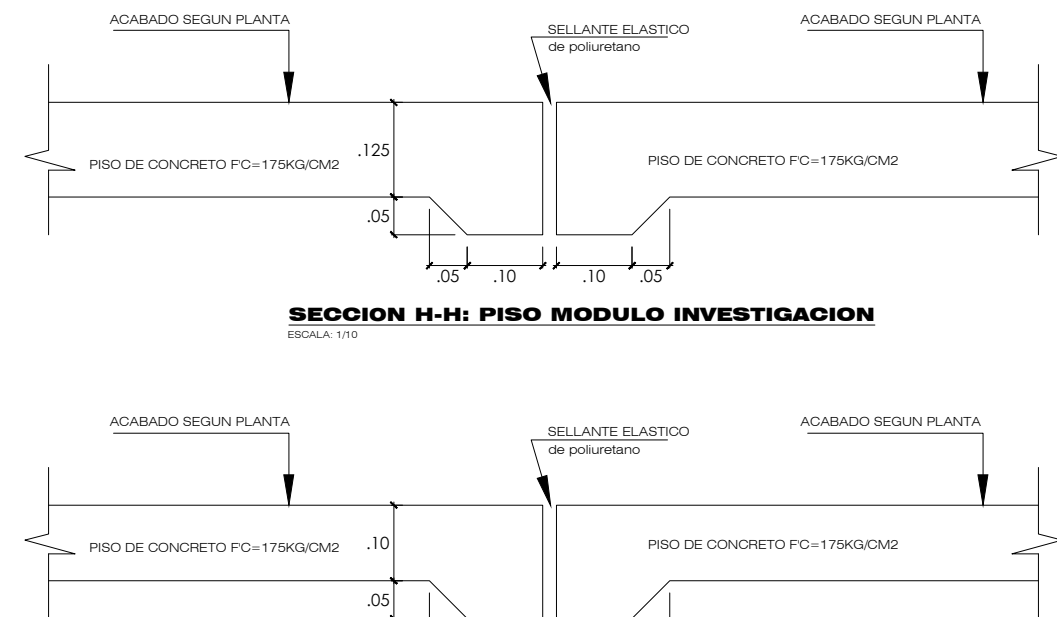 ACABADO SEGUN PLANTA
SELLANTE ELASTICO
de poliuretano
ACABADO SEGUN PLANTA
.125
PISO DE CONCRETO F'C=175KG/CM2
PISO DE CONCRETO F'C=175KG/CM2
.05
.05 .10 .10 .05
SECCION H-H: PISO MODULO INVESTIGACION
ESCALA: 1/10
ACABADO SEGUN PLANTA
SELLANTE ELASTICO
de poliuretano
ACABADO SEGUN PLANTA
PISO DE CONCRETO F'C=175KG/CM2
.10
PISO DE CONCRETO F'C=175KG/CM2
.05